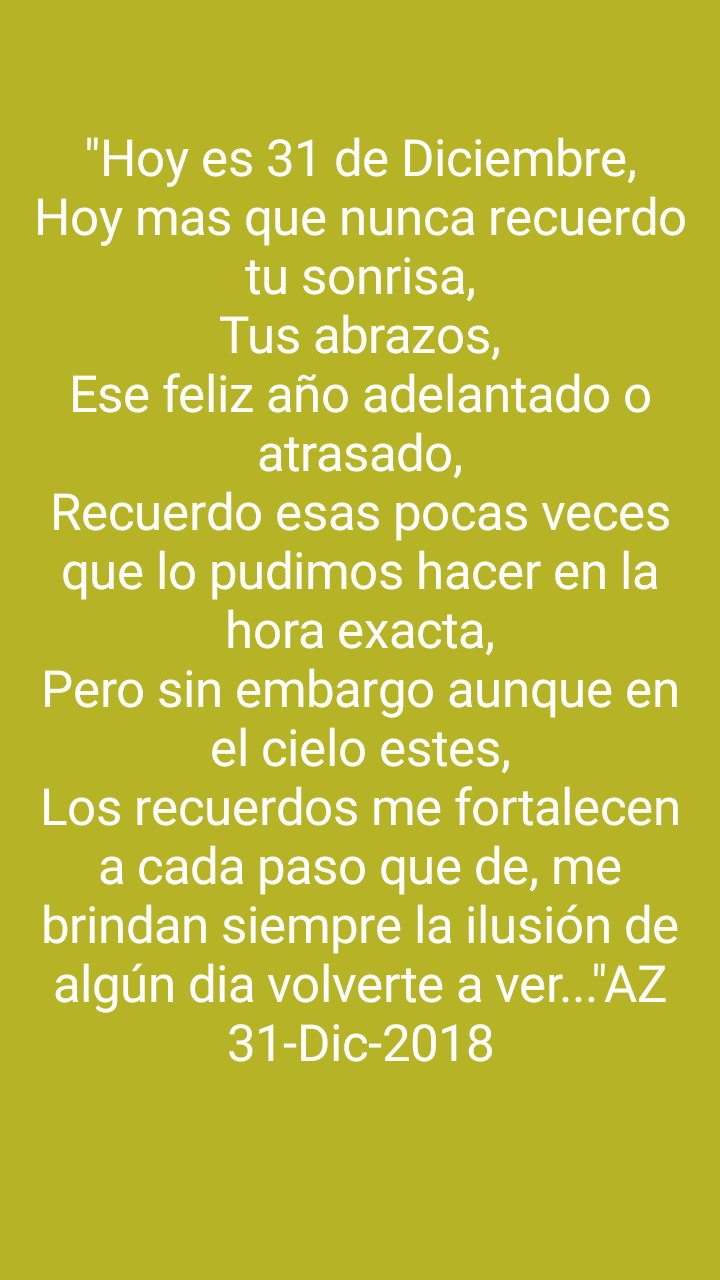 "Hoy es 31 de Diciembre,
Hoy mas que nunca recuerdo
tu sonrisa,
Tus abrazos,
Ese feliz año adelantado o
atrasado,
Recuerdo esas pocas veces
que lo pudimos hacer en la
hora exacta,
Pero sin embargo aunque en
el cielo estes,
Los recuerdos me fortalecen
a cada paso que de, me
brindan siempre la ilusión de
algún dia volverte a ver..."AZ
31-Dic-2018